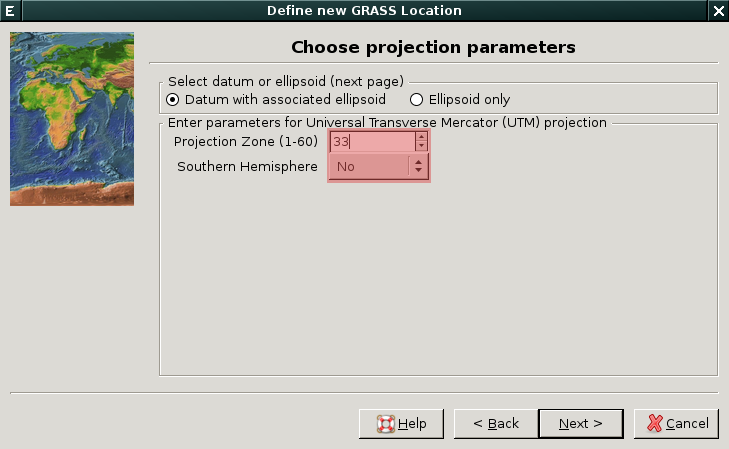 E Define new GRASS Location X
Choose projection parameters
Select datum or ellipsoid (next page)
Datum with associated ellipsoid Ellipsoid only
Enter parameters for Universal Transverse Mercator (UTM) projection
Projection Zone (1-60) 33
Southern Hemisphere No
Help < Back Next > Cancel